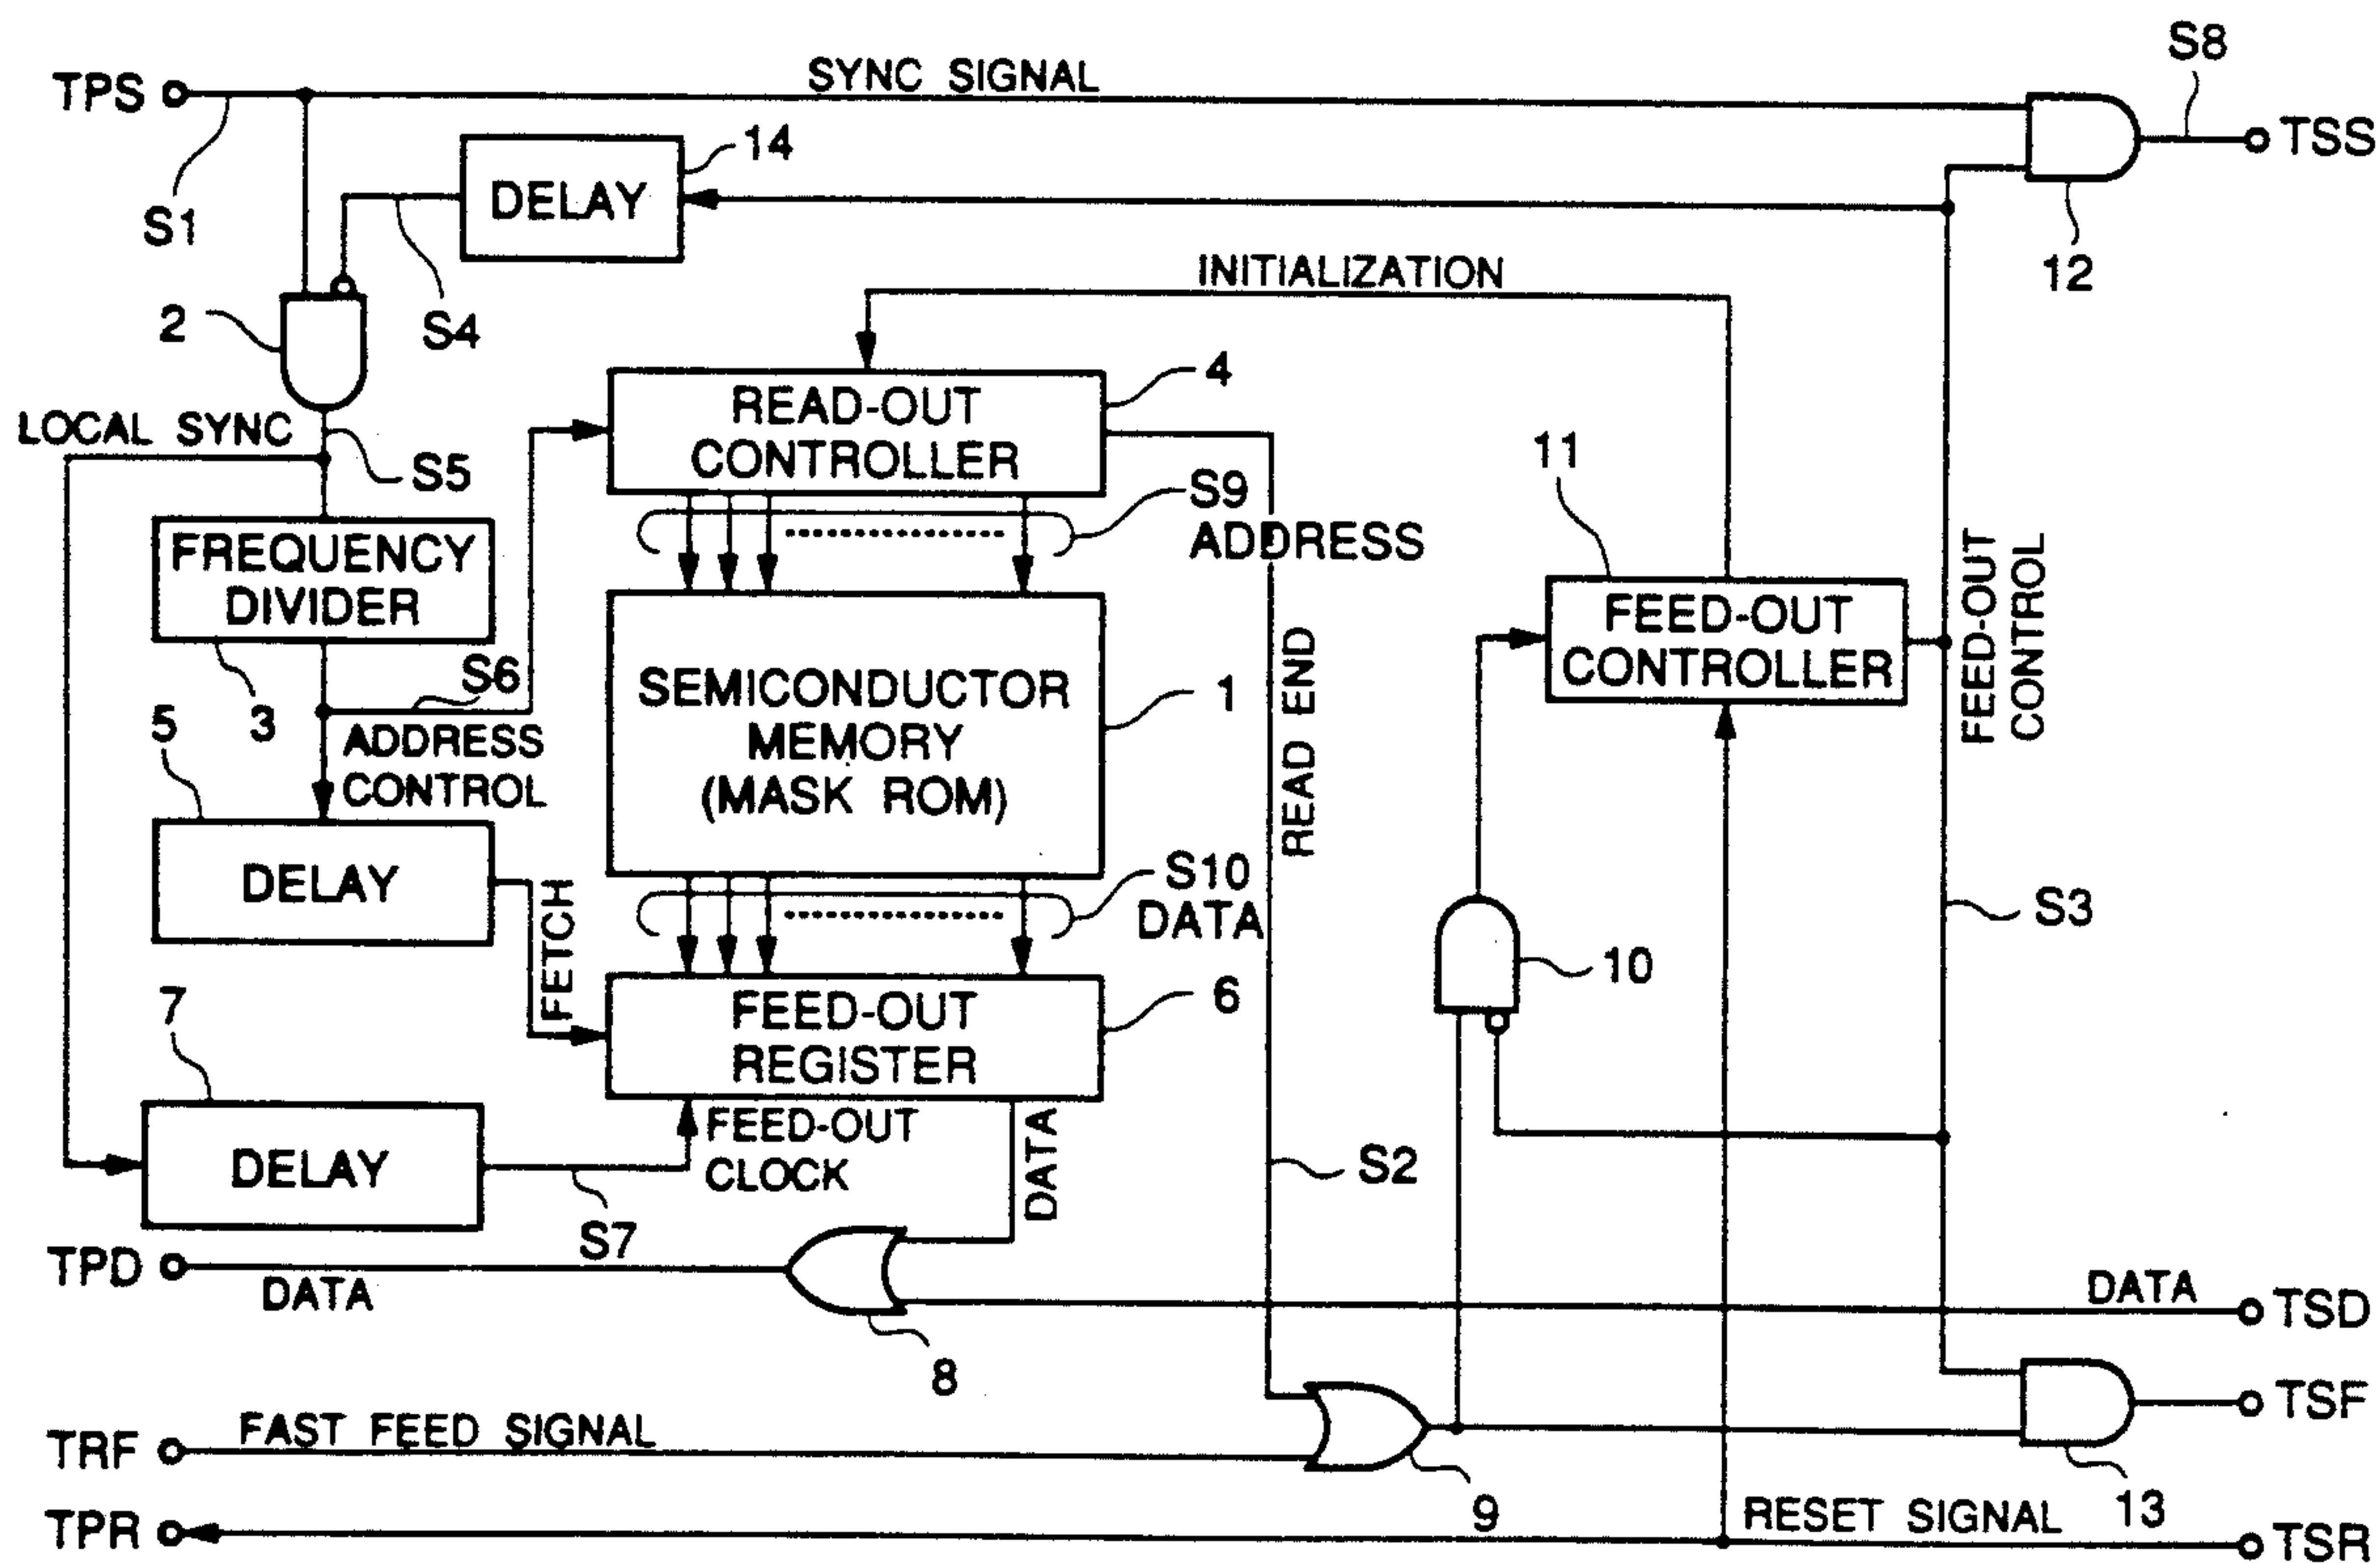 S8
TPS
SYNC SIGNAL
TSS
14
DELAY
S1
12
INITIALIZATION
2
S4
4
READ-OUT
CONTROLLER
LOCAL SYNC
S5
11
S9
ADDRESS
FREQUENCY
DIVIDER
FEED-OUT
CONTROLLER
FEED-OUT
CONTROL
S6
3
5
ADDRESS
CONTROL
SEMICONDUCTOR
MEMORY
(MASK ROM)
1
READ END
DELAY
FETCH
S10
DATA
S3
10
7
FEED-OUT
REGISTER
6
DELAY
FEED-OUT
CLOCK
DATA
S2
S7
TPD
DATA
DATA
TSD
8
TSF
TRF
FAST FEED SIGNAL
9
13
TPR
RESET SIGNAL
TSR